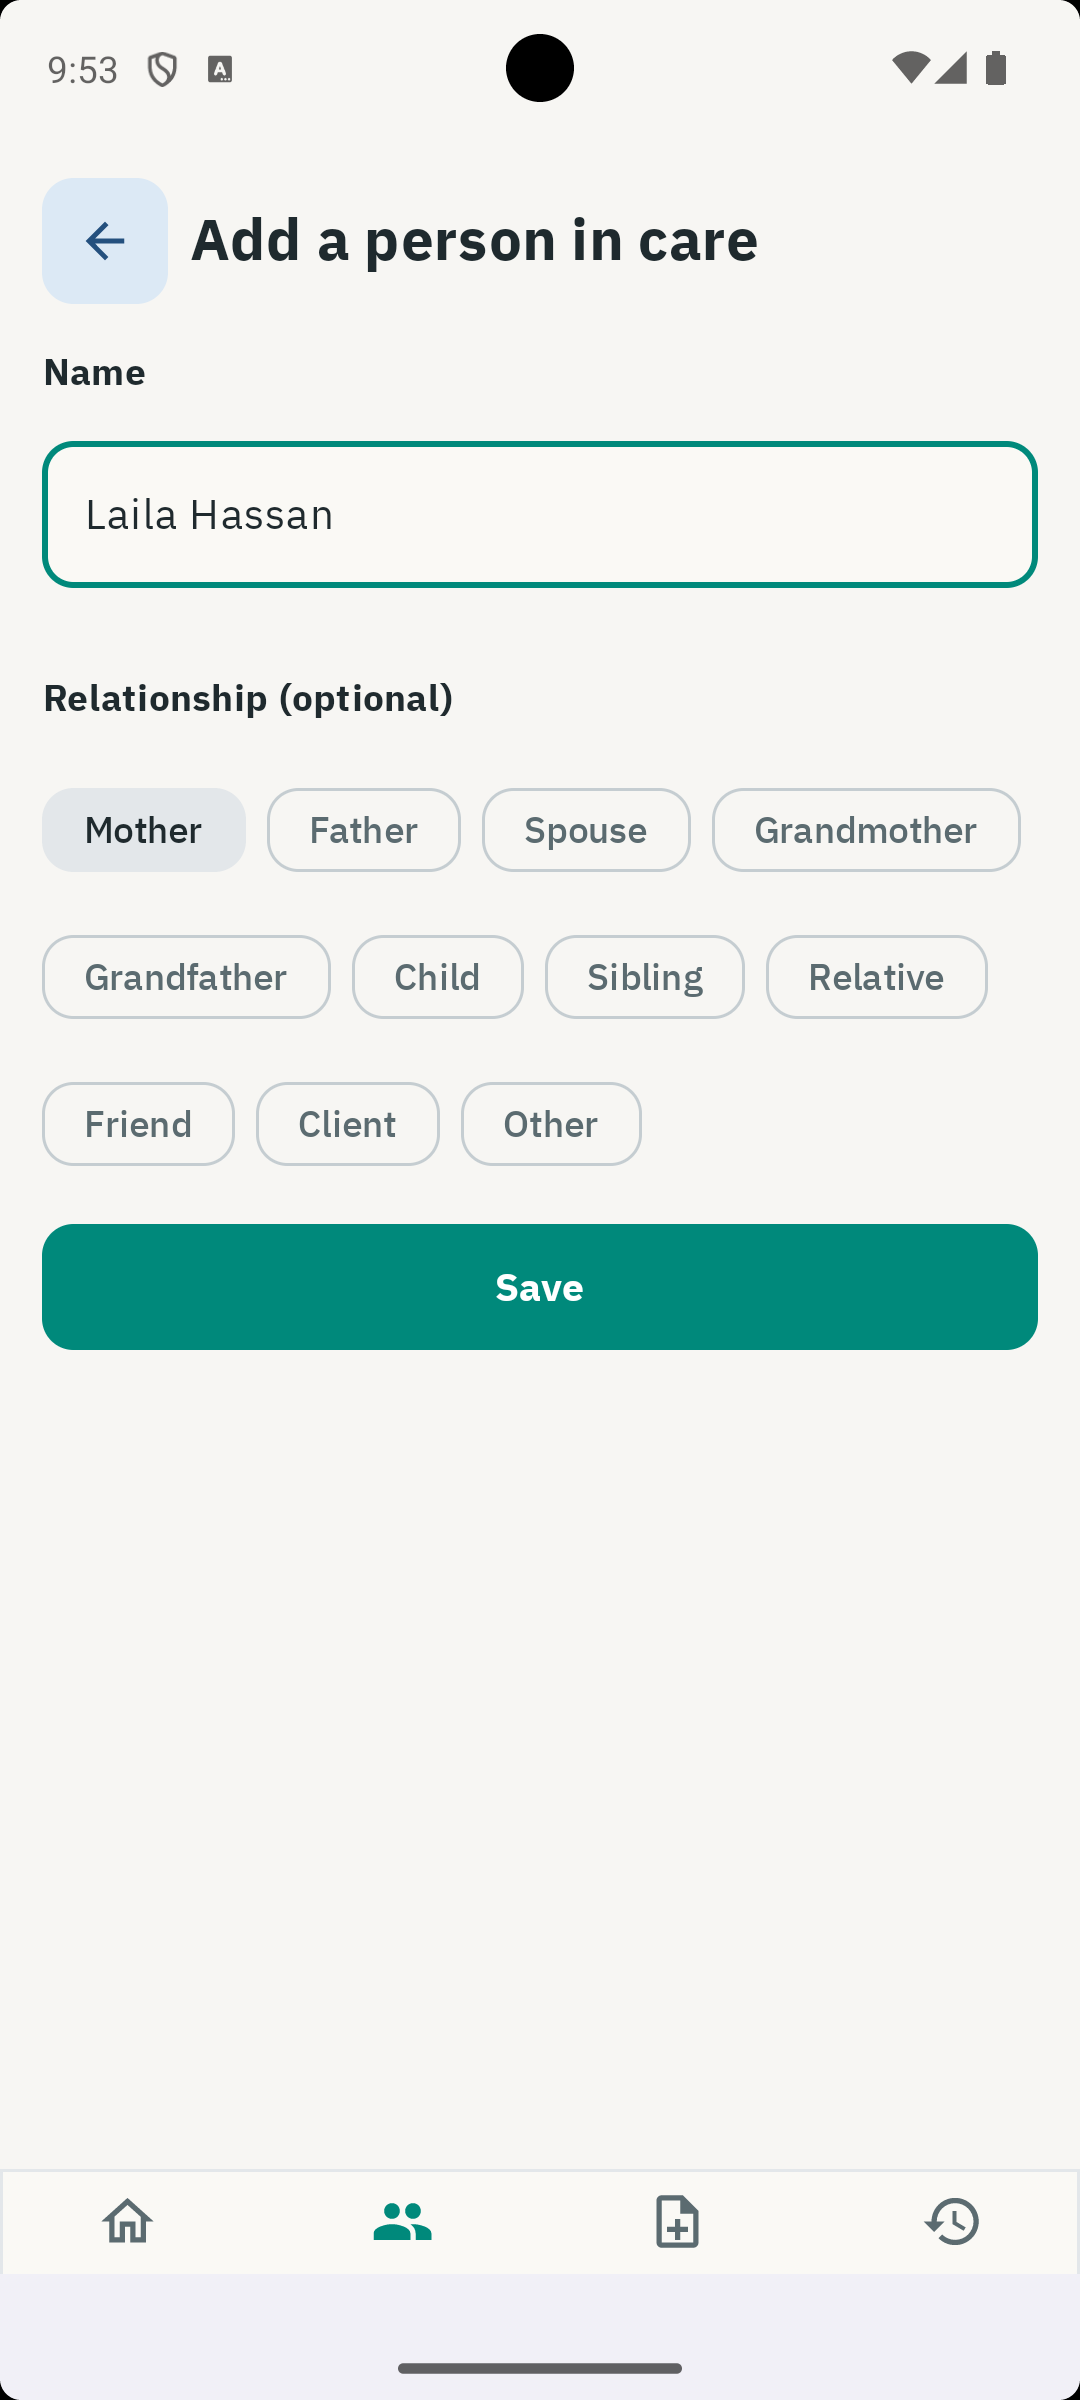 9:53
Add a person in care
Name
Laila Hassan
Relationship (optional)
Mother Father Spouse Grandmother
Grandfather Child Sibling Relative
Friend Client Other
Save